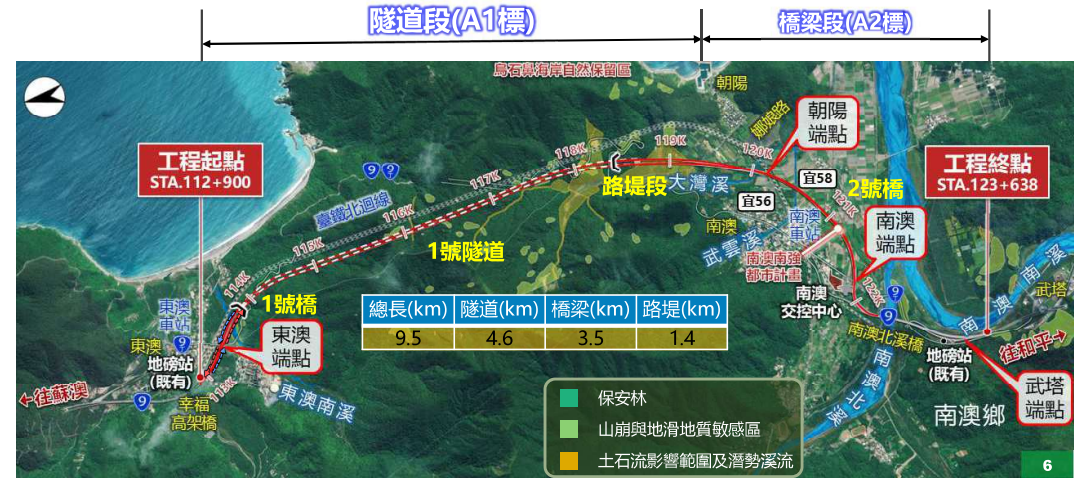 隧道段(A1標)
橋梁段(A2標)
烏石鼻海岸自然保留區
朝陽
娜娘路
朝陽
端點
工程起點
STA.112+900
9
9
118K
119K
120K
工程終點
STA.123+638
117K
路堤段
大灣溪
宜58
2號橋
宜56
121K
臺鐵北迴線
116K
南澳
南澳
車站
南澳
端點
115K
1號隧道
武雲溪
南澳南強
都市計畫
114K
1號橋
南澳
交控中心
122K
9
南澳南溪
武塔
東澳
車站
9
東澳
端點
總長(km) 隧道(km) 橋梁(km) 路堤(km)
9.5 4.6 3.5 1.4
東澳
地磅站
(既有)
113K
南澳北溪橋
地磅站
(既有)
往和平
往蘇澳
9
幸福
高架橋
東澳南溪
南澳北溪
武塔
端點
南澳鄉
保安林
山崩與地滑地質敏感區
土石流影響範圍及潛勢溪流
6